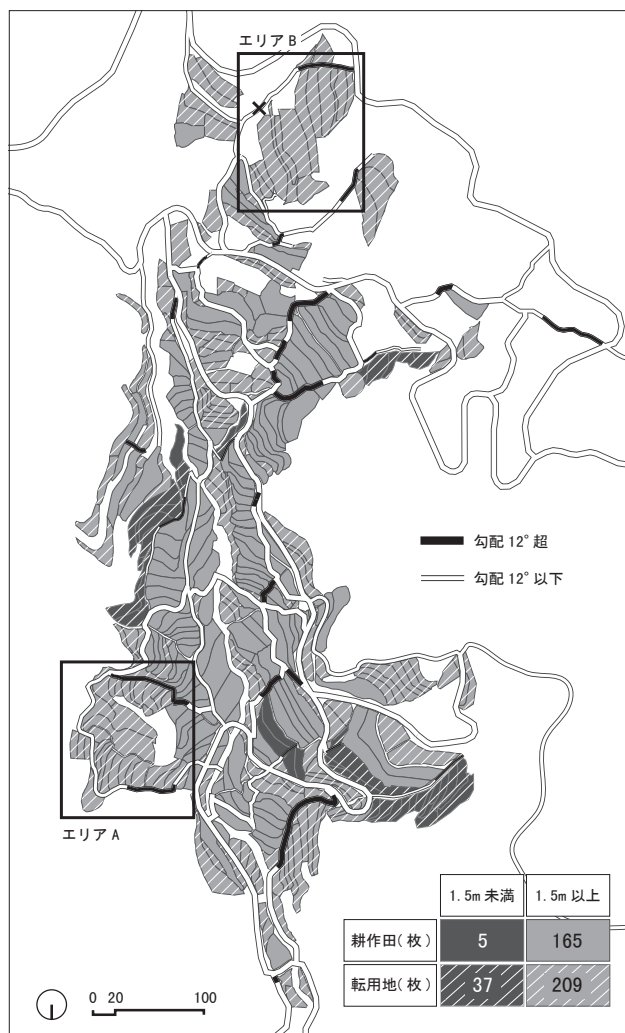 エリア B
勾配 12° 超
勾配 12° 以下
エリア A
1.5m 未満 1.5m 以上
耕作田(枚) 5 165
転用地(枚) 37 209
0 20 100